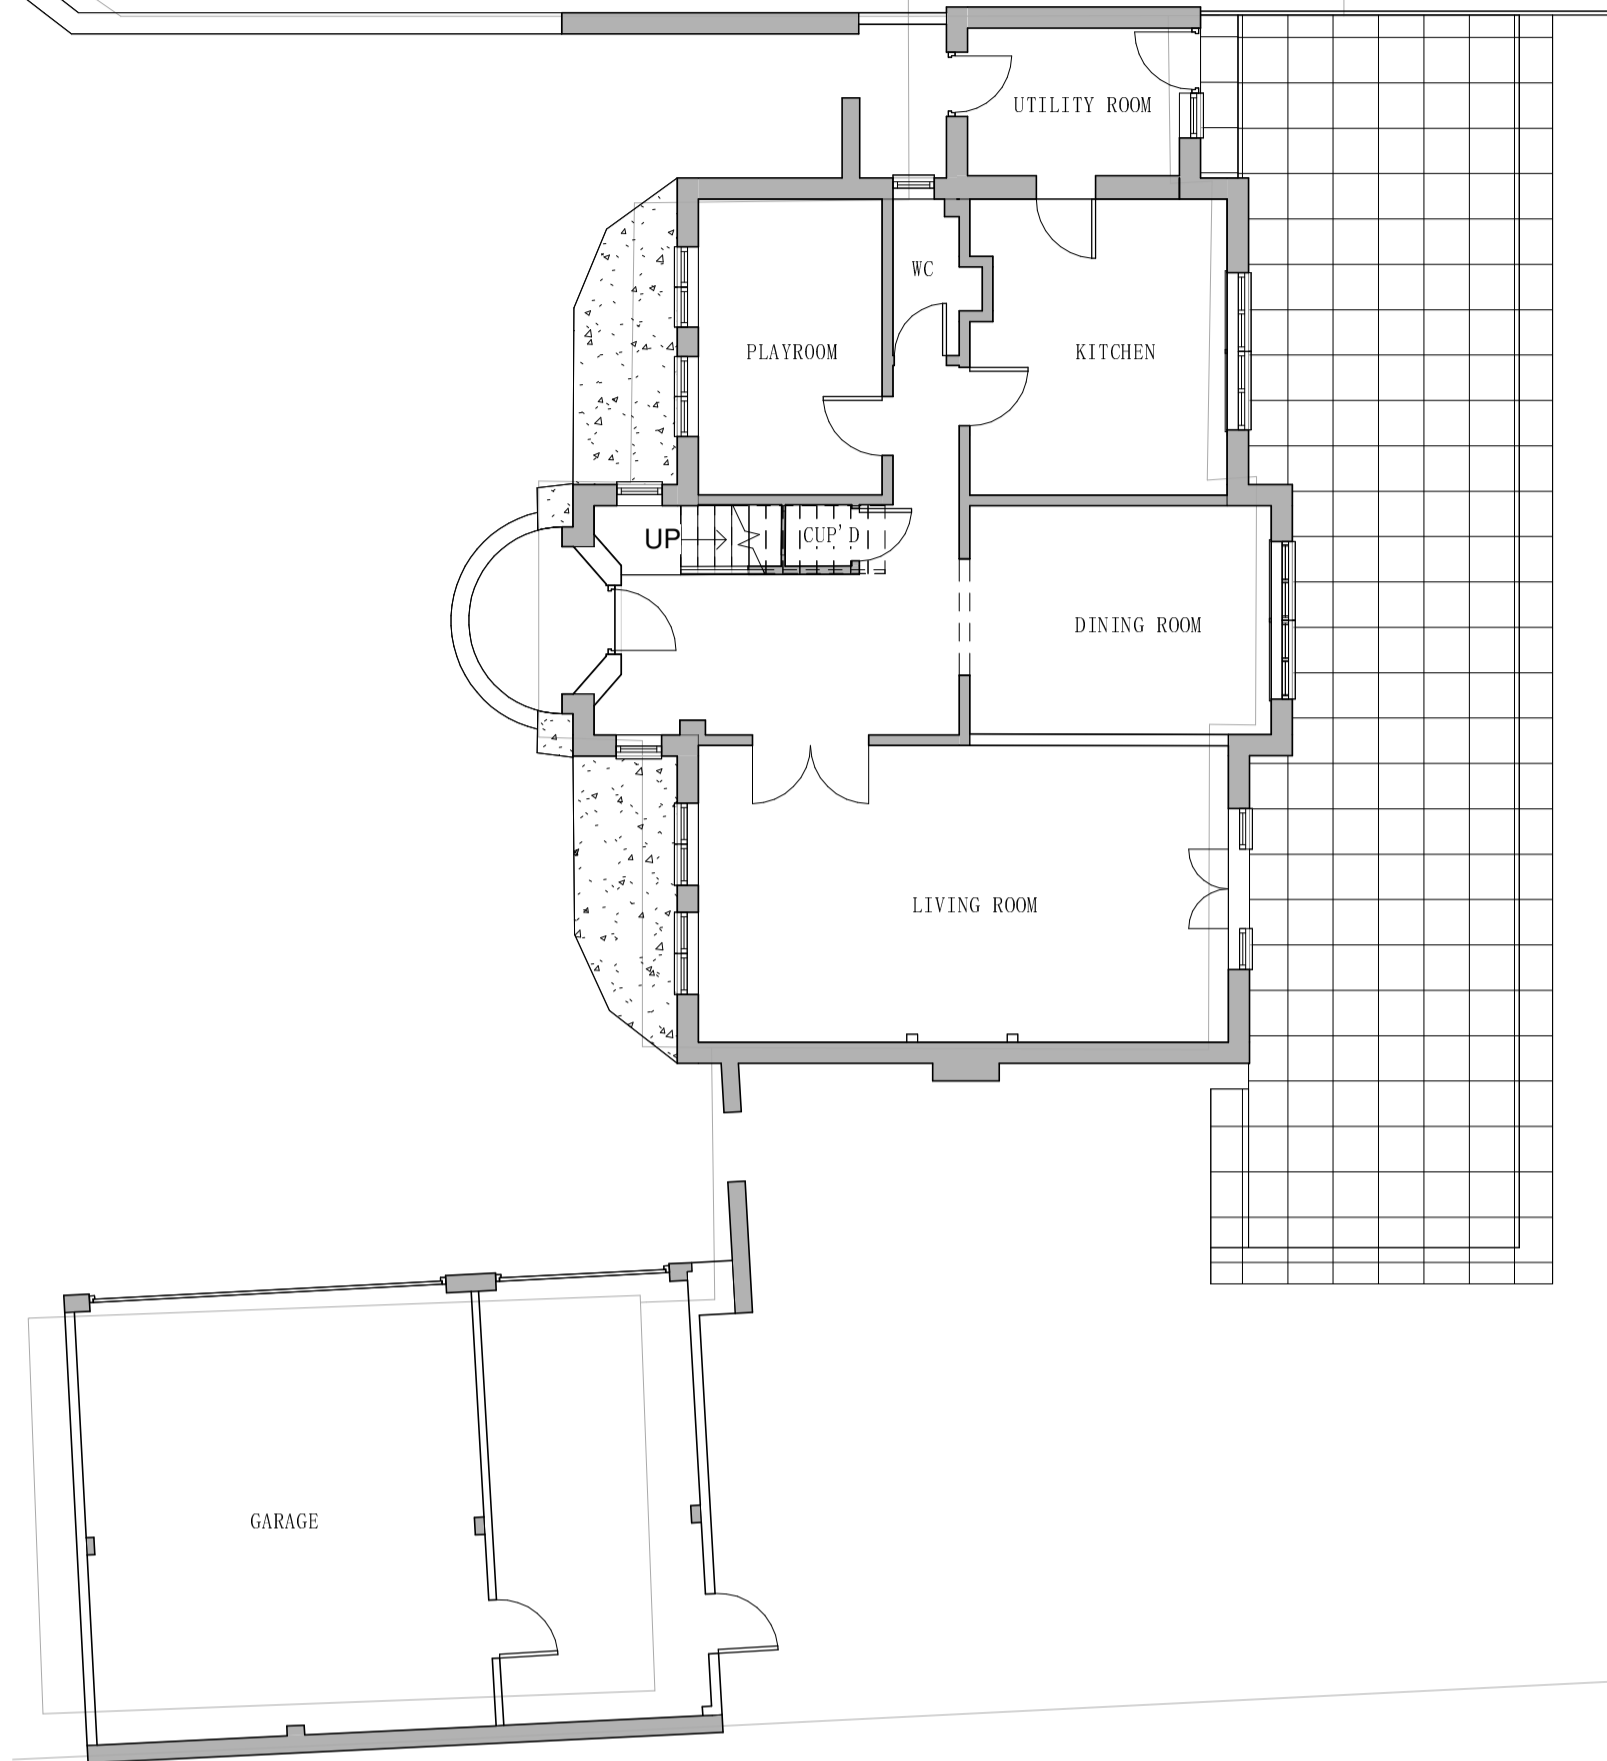 UTILITY ROOM
WC
PLAYROOM
KITCHEN
UP
CUP'D
DINING ROOM
LIVING ROOM
GARAGE